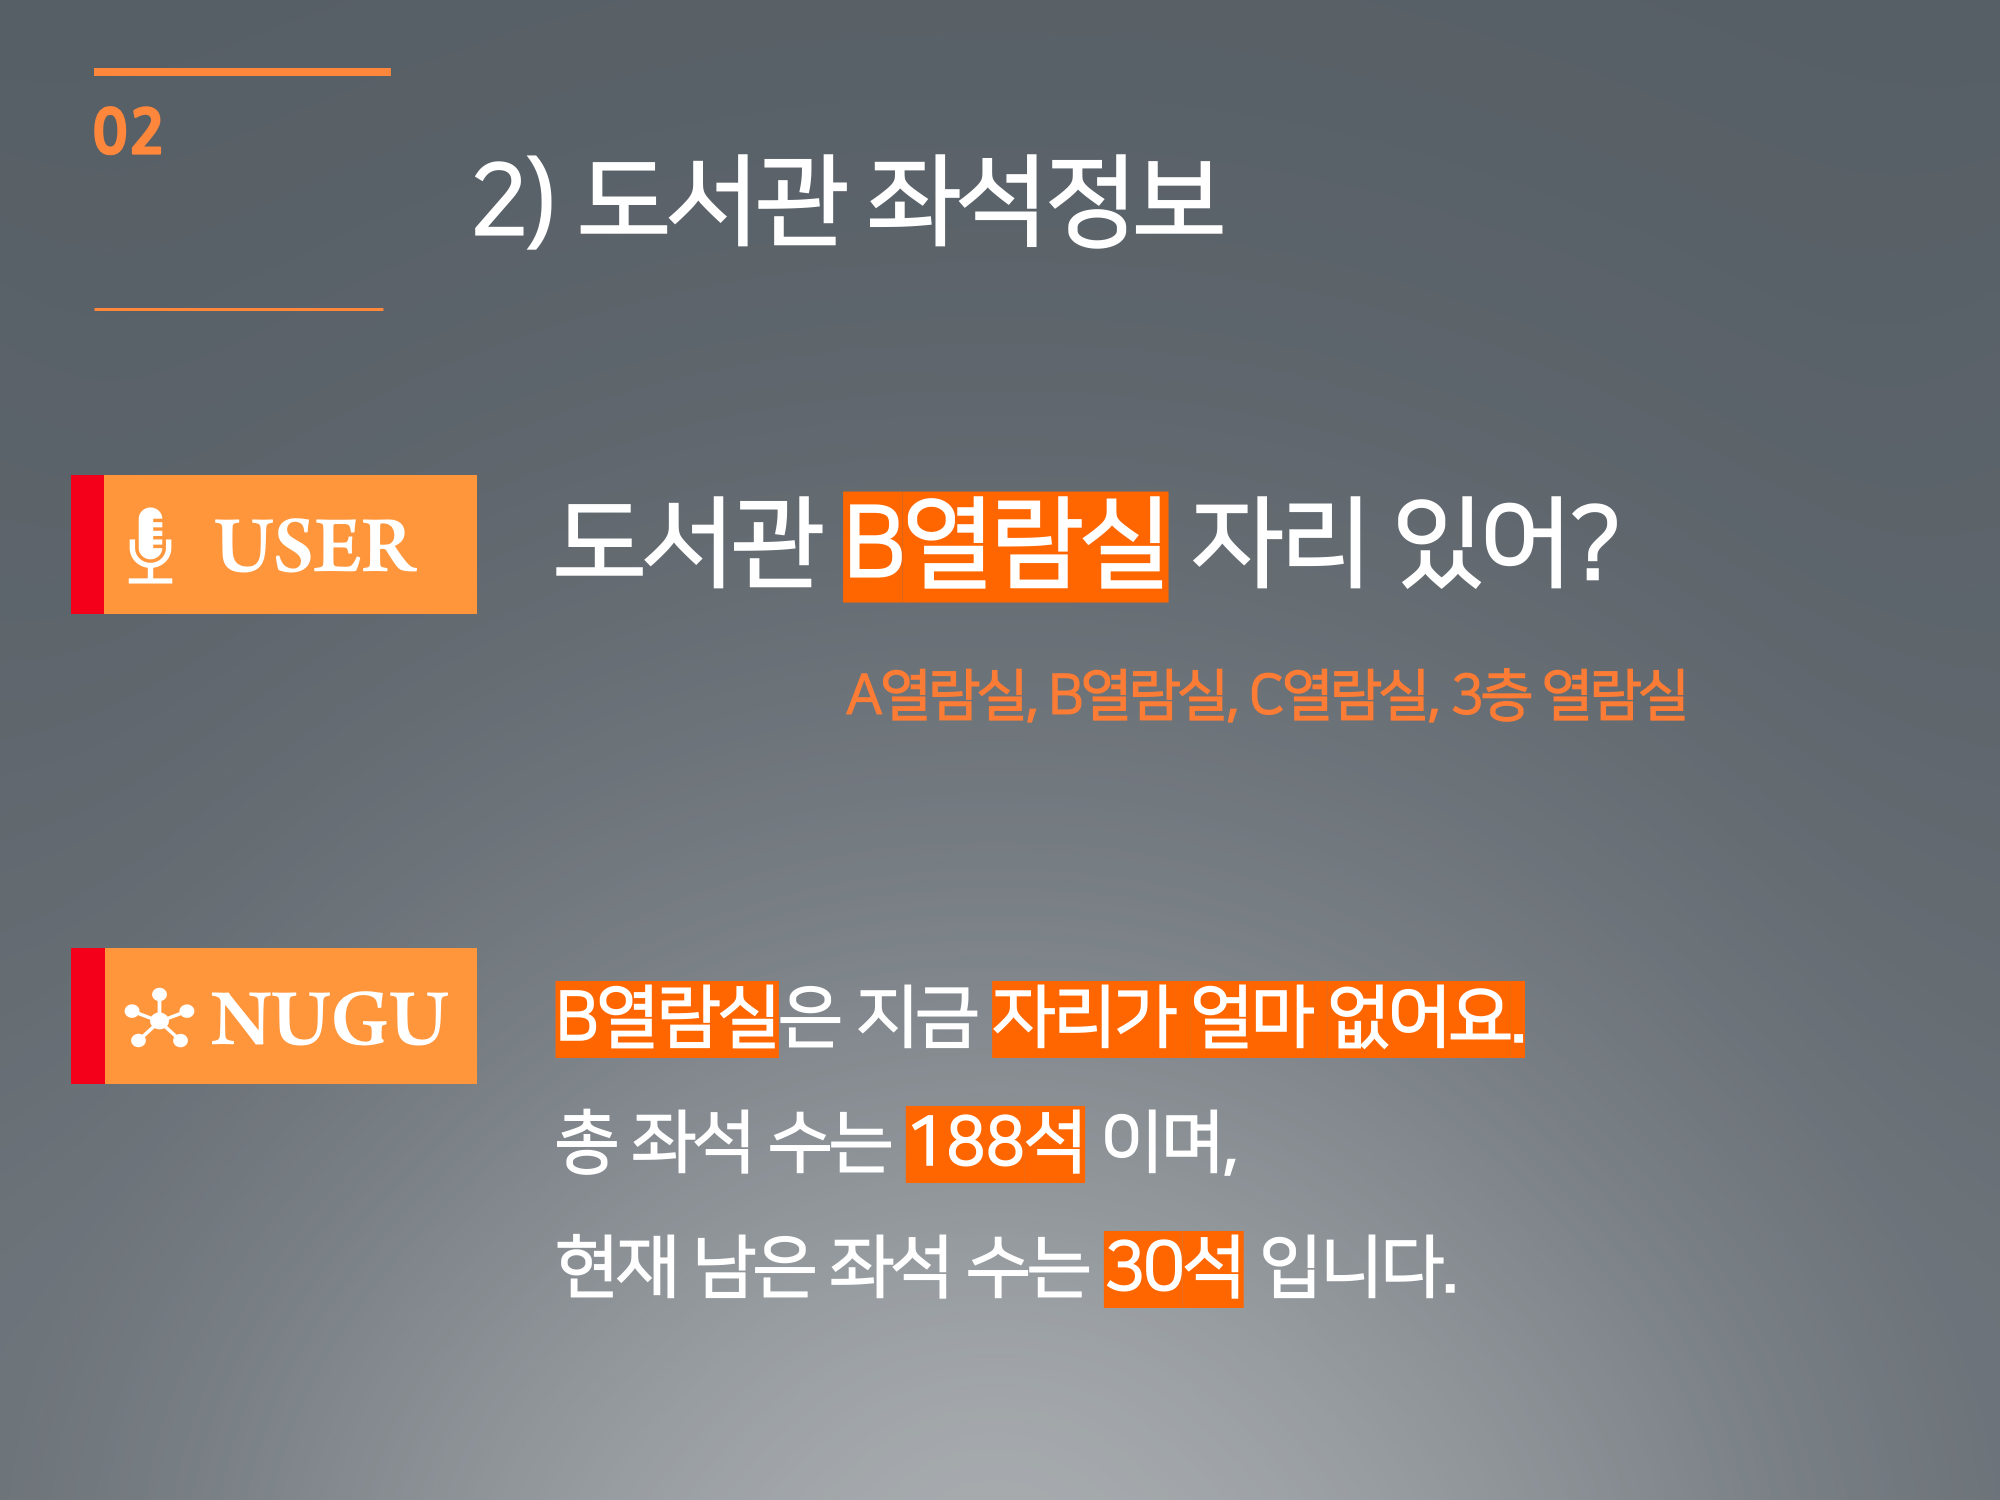 02
2) 도서관 좌석정보
USER
도서관 B열람실 자리 있어?
A열람실, B열람실, C열람실, 3층 열람실
NUGU
B열람실은 지금 자리가 얼마 없어요.
총 좌석 수는 188석 이며,
현재 남은 좌석 수는 30석 입니다.